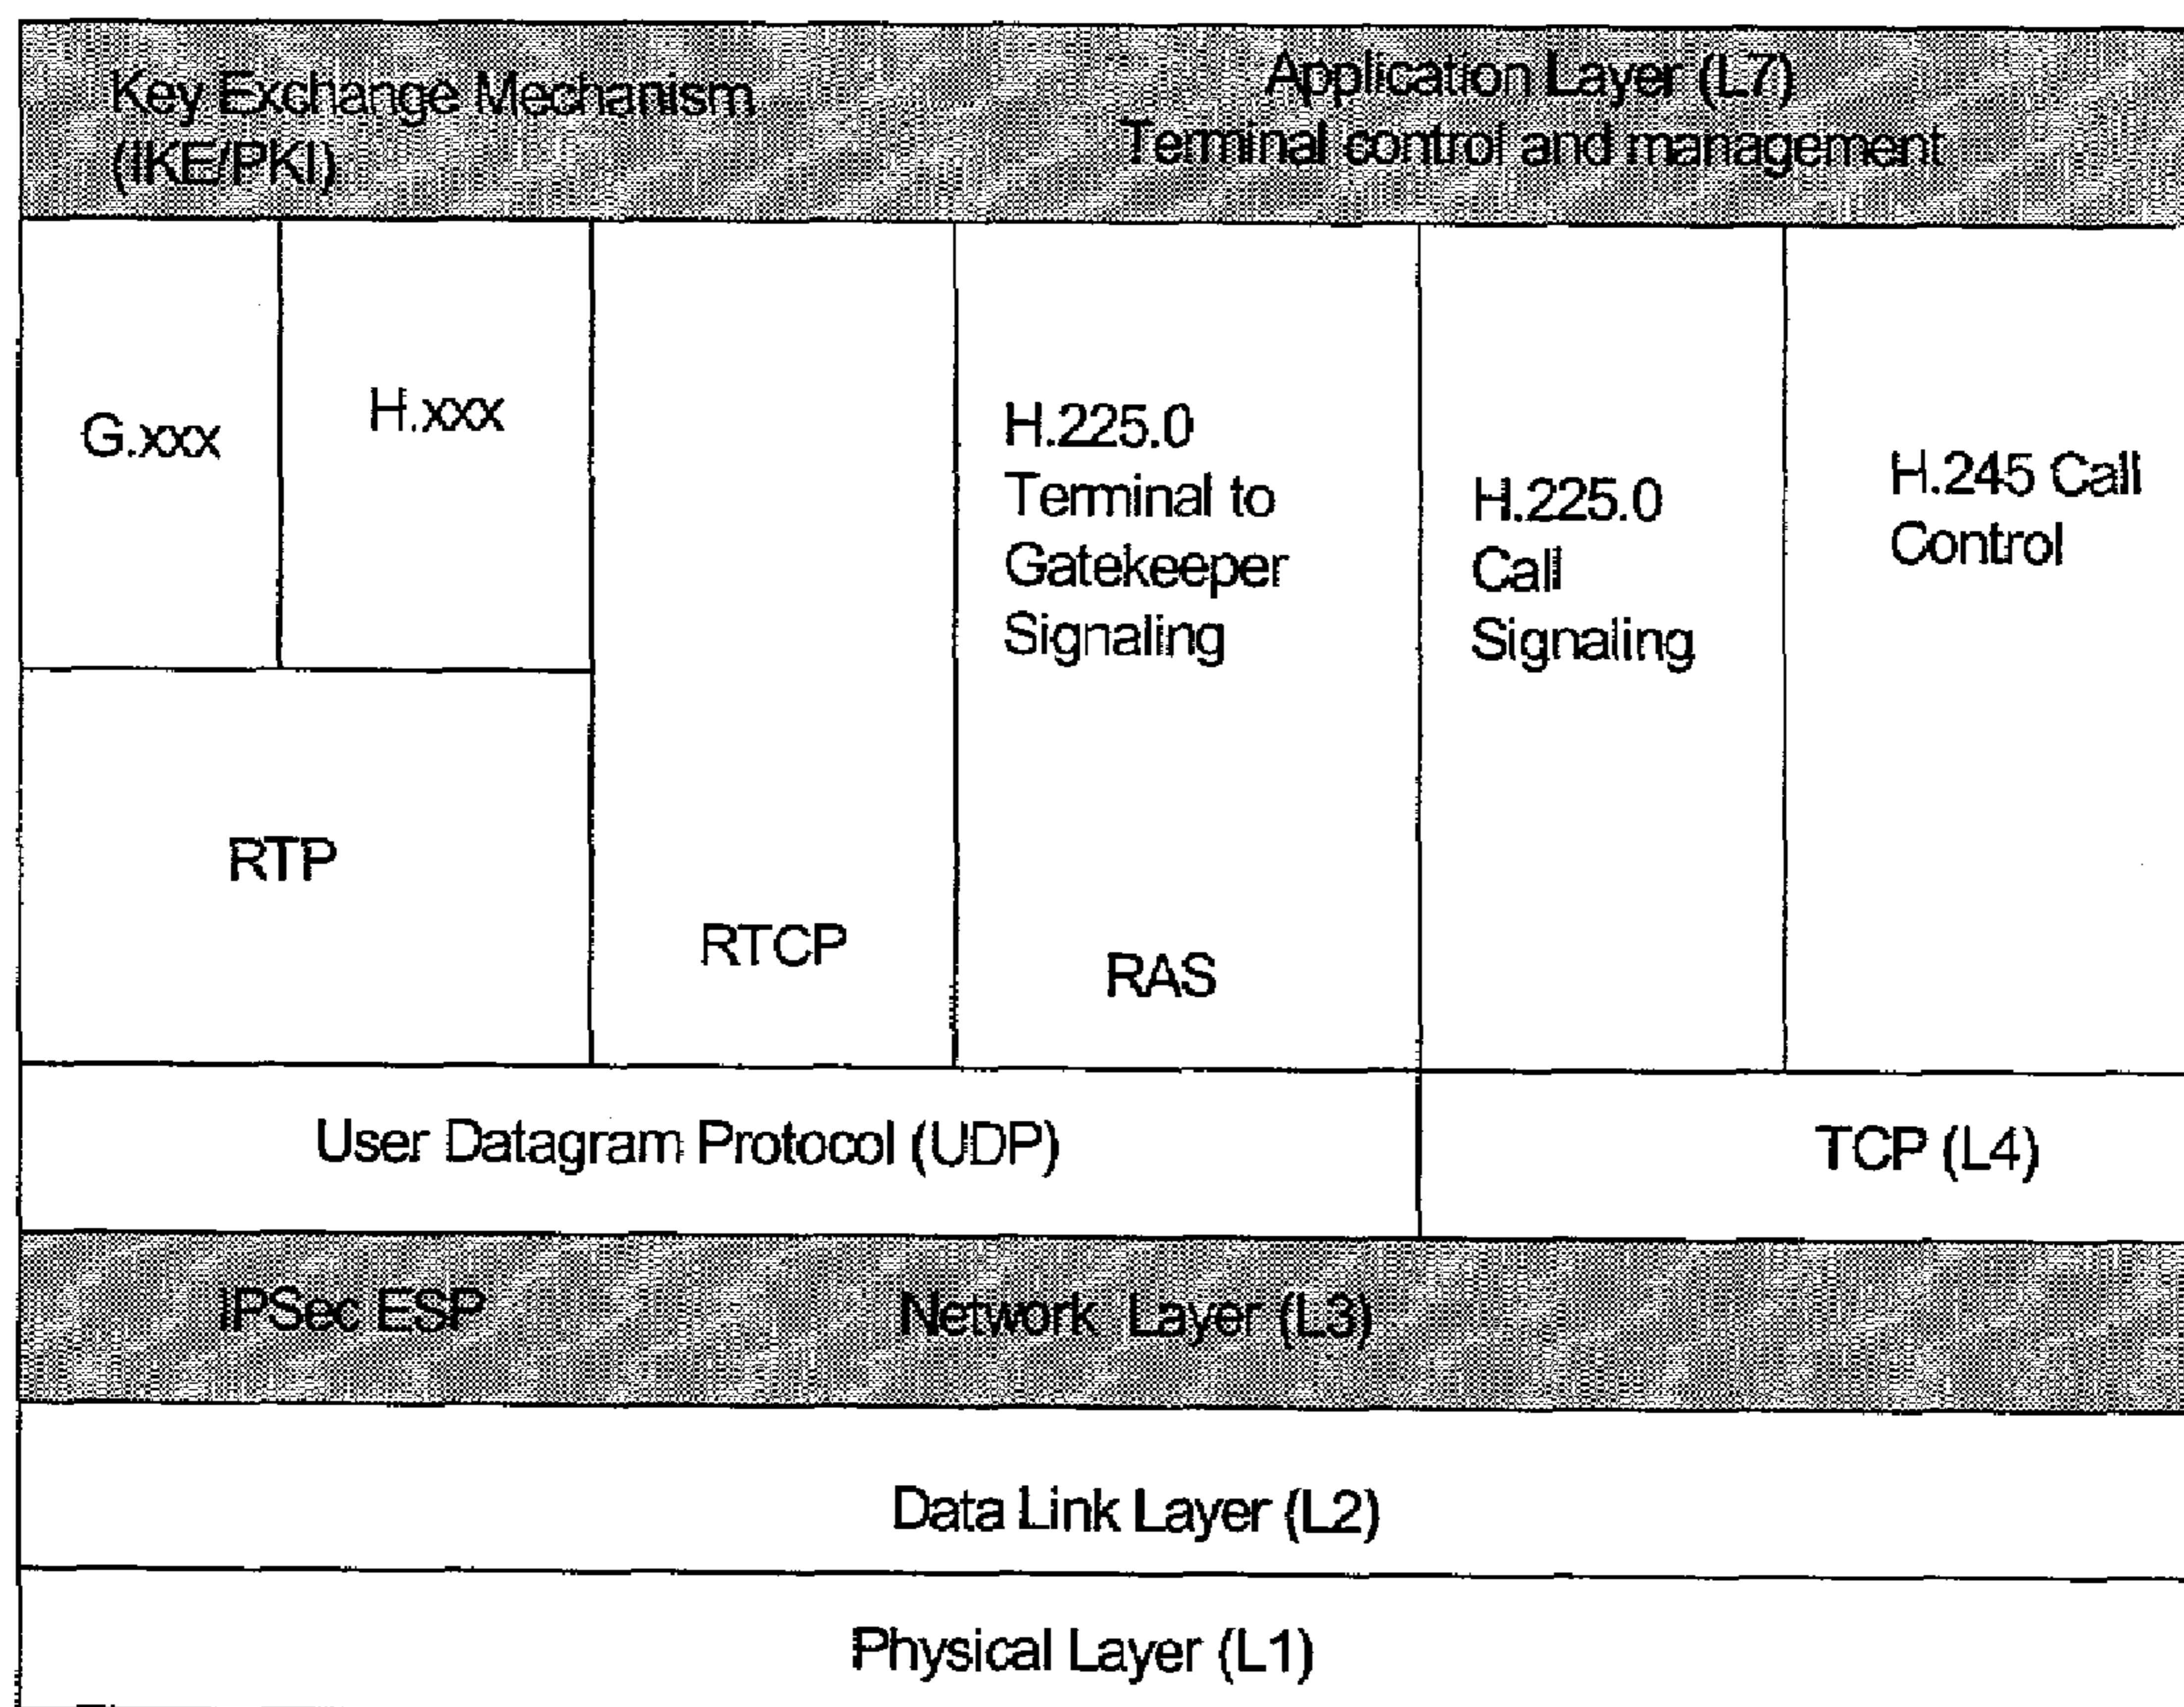 Key Exchange Mechanism
(IKE/PKI)
Application Layer (L7)
Terminal control and management
G.xxx
H.xxx
H.225.0
Terminal to
Gatekeeper
Signaling
H.225.0
Call
Signaling
H.245 Call
Control
RTP
RTCP
RAS
User Datagram Protocol (UDP)
TCP (L4)
IPSec ESP
Network Layer (L3)
Data Link Layer (L2)
Physical Layer (L1)